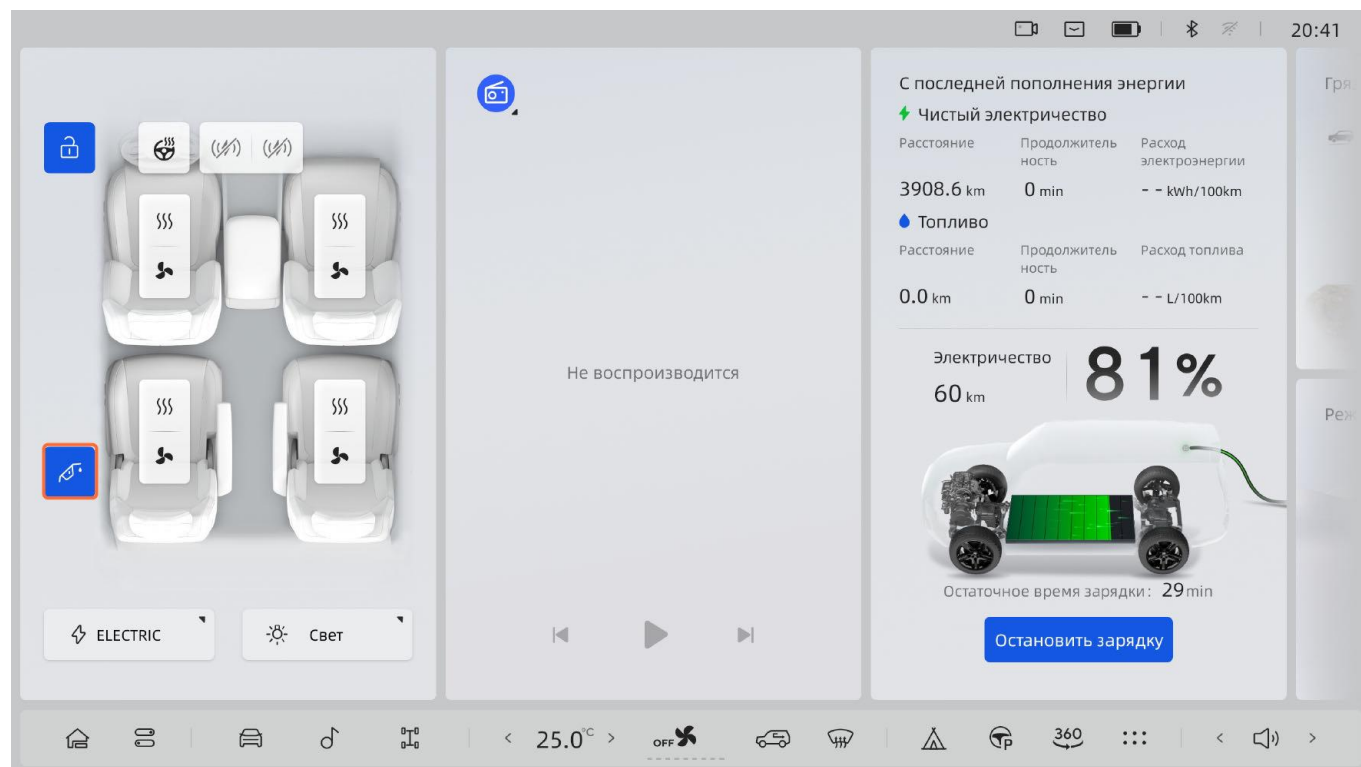 20:41
С последней пополнения энергии
Чистый электричество
Расстояние
Продолжитель
ность
Расход
электроэнергии
3908.6 km
0 min
- - kWh/100km
Топливо
Расстояние
Продолжитель
ность
Расход топлива
0.0 km
0 min
- - L/100km
Электричество
60 km
81%
Остаточное время зарядки: 29 min
Остановить зарядку
Не воспроизводится
ELECTRIC
Свет
Гря
Реж
25.0°C
OFF
P
360